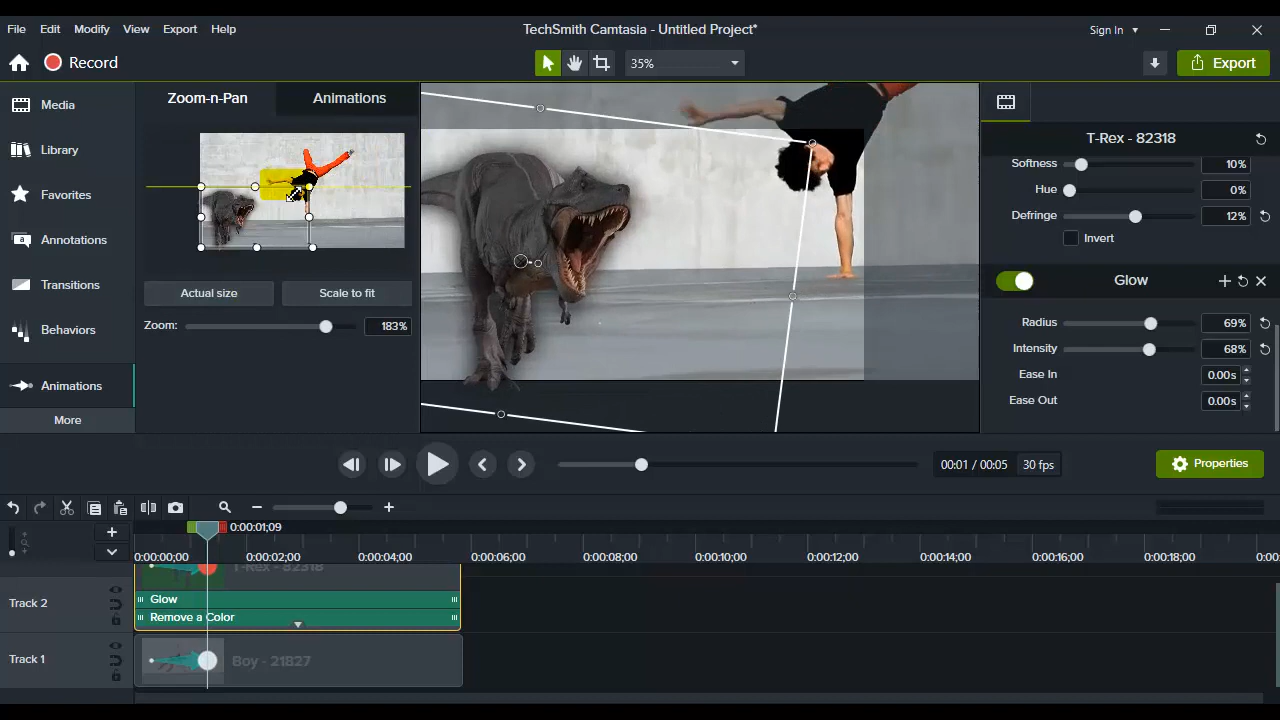 File Edit Modify View Export Help
TechSmith Camtasia - Untitled Project*
Sign In
Record
35%
Export
Media
Library
Favorites
Annotations
Transitions
Behaviors
Animations
More
Zoom-n-Pan Animations
Actual size Scale to fit
Zoom: 183%
T-Rex - 82318
Softness 10%
Hue 0%
Defringe 12%
Invert
Glow
Radius 69%
Intensity 68%
Ease In 0.00s
Ease Out 0.00s
00:01 / 00:05 30 fps
Properties
0:00:01;09
0:00:00;00 0:00:02;00 0:00:04;00 0:00:06;00 0:00:08;00 0:00:10;00 0:00:12;00 0:00:14;00 0:00:16;00 0:00:18;00
T-Rex - 82318
Track 2
Glow
Remove a Color
Track 1
Boy - 21827